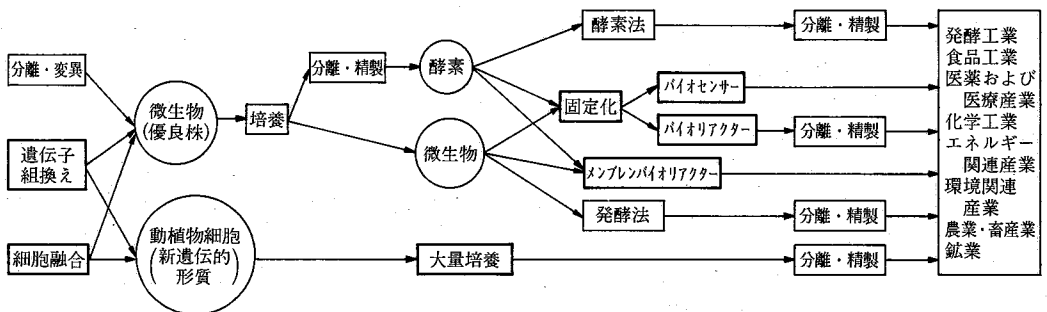 分離・変異
遺伝子
組換え
細胞融合
微生物
(優良株)
動植物細胞
(新遺伝的
形質)
培養
分離・精製
酵素
微生物
大量培養
酵素法
固定化
バイオセンサー
バイオリアクター
メンブレンバイオリアクター
発酵法
分離・精製
分離・精製
分離・精製
分離・精製
発酵工業
食品工業
医薬および
医療産業
化学工業
エネルギー
関連産業
環境関連
産業
農業・畜産業
鉱業